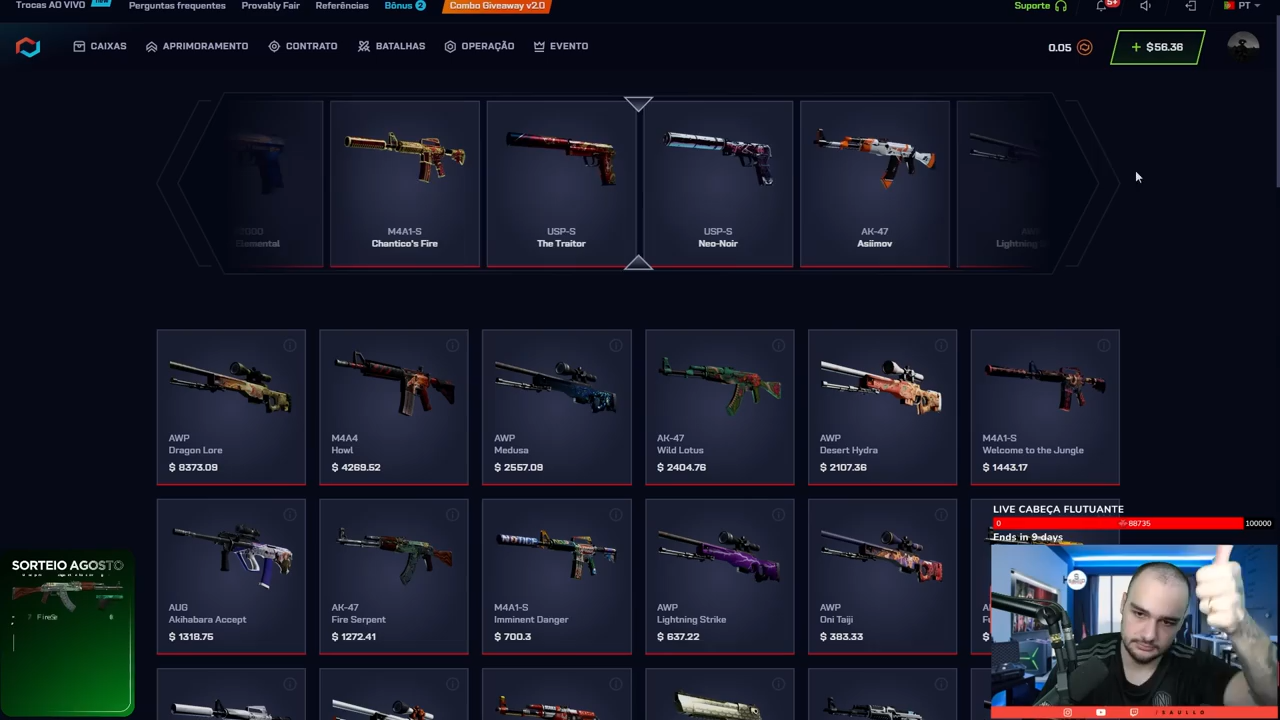 Trocas AO VIVO
Perguntas frequentes
Provably Fair
Referências
Bônus 2
Combo Giveaway v2.0
Suporte
5+
PT
CAIXAS
APRIMORAMENTO
CONTRATO
BATALHAS
OPERAÇÃO
EVENTO
0.05
+ $56.36
Elemental
M4A1-S
Chantico's Fire
USP-S
The Traitor
USP-S
Neo-Noir
AK-47
Asiimov
Lightning
AWP
Dragon Lore
$ 8373.09
M4A4
Howl
$ 4269.52
AWP
Medusa
$ 2557.09
AK-47
Wild Lotus
$ 2404.76
AWP
Desert Hydra
$ 2107.36
M4A1-S
Welcome to the Jungle
$ 1443.17
AUG
Akihabara Accept
$ 1318.75
AK-47
Fire Serpent
$ 1272.41
M4A1-S
Imminent Danger
$ 700.3
AWP
Lightning Strike
$ 637.22
AWP
Oni Taiji
$ 383.33
LIVE CABEÇA FLUTUANTE
0
88735
100000
Ends in 9 days
SORTEIO AGOSTO
/SAULLO